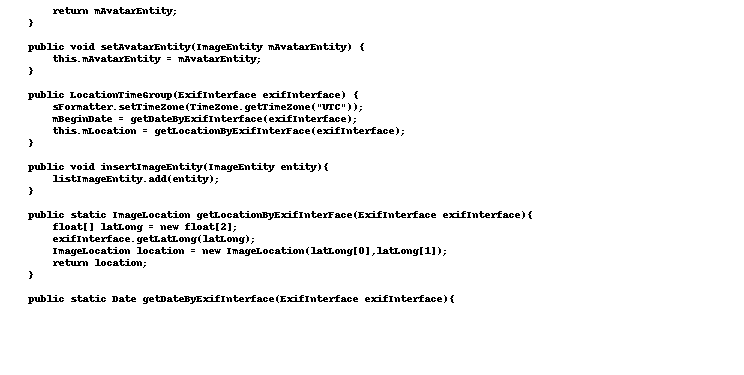 return mAvatarEntity;
}
public void setAvatarEntity(ImageEntity mAvatarEntity) {
this.mAvatarEntity = mAvatarEntity;
}
public LocationTimeGroup(ExifInterface exifInterface) {
sFormatter.setTimeZone(TimeZone.getTimeZone("UTC"));
mBeginDate = getDateByExifInterface(exifInterface);
this.mLocation = getLocationByExifInterFace(exifInterface);
}
public void insertImageEntity(ImageEntity entity){
listImageEntity.add(entity);
}
public static ImageLocation getLocationByExifInterFace(ExifInterface exifInterface){
float[] latLong = new float[2];
exifInterface.getLatLong(latLong);
ImageLocation location = new ImageLocation(latLong[0],latLong[1]);
return location;
}
public static Date getDateByExifInterface(ExifInterface exifInterface){